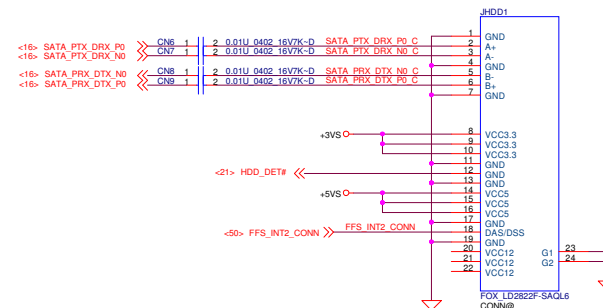 JHDD1
1 GND
<16> SATA_PTX_DRX_P0 CN6 1 2 0.01U_0402_16V7K~D SATA_PTX_DRX_P0_C 2 A+
<16> SATA_PTX_DRX_N0 CN7 1 2 0.01U_0402_16V7K~D SATA_PTX_DRX_N0_C 3 A-
4 GND
<16> SATA_PRX_DTX_N0 CN8 1 2 0.01U_0402_16V7K~D SATA_PRX_DTX_N0_C 5 B-
<16> SATA_PRX_DTX_P0 CN9 1 2 0.01U_0402_16V7K~D SATA_PRX_DTX_P0_C 6 B+
7 GND
+3VS 8 VCC3.3
9 VCC3.3
10 VCC3.3
11 GND
<21> HDD_DET# 12 GND
13 GND
+5VS 14 VCC5
15 VCC5
16 VCC5
17 GND
<50> FFS_INT2_CONN FFS_INT2_CONN 18 DAS/DSS
19 GND
20 VCC12 G1 23
21 VCC12 G2 24
22 VCC12
FOX_LD2822F-SAQL6
CONN@